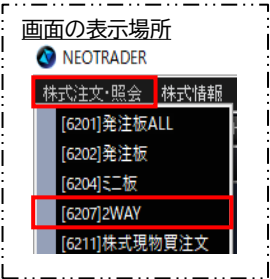 画面の表示場所
NEOTRADER
株式注文・照会 株式情報
[6201]発注板ALL
[6202]発注板
[6204]ミニ板
[6207]2WAY
[6211]株式現物買注文